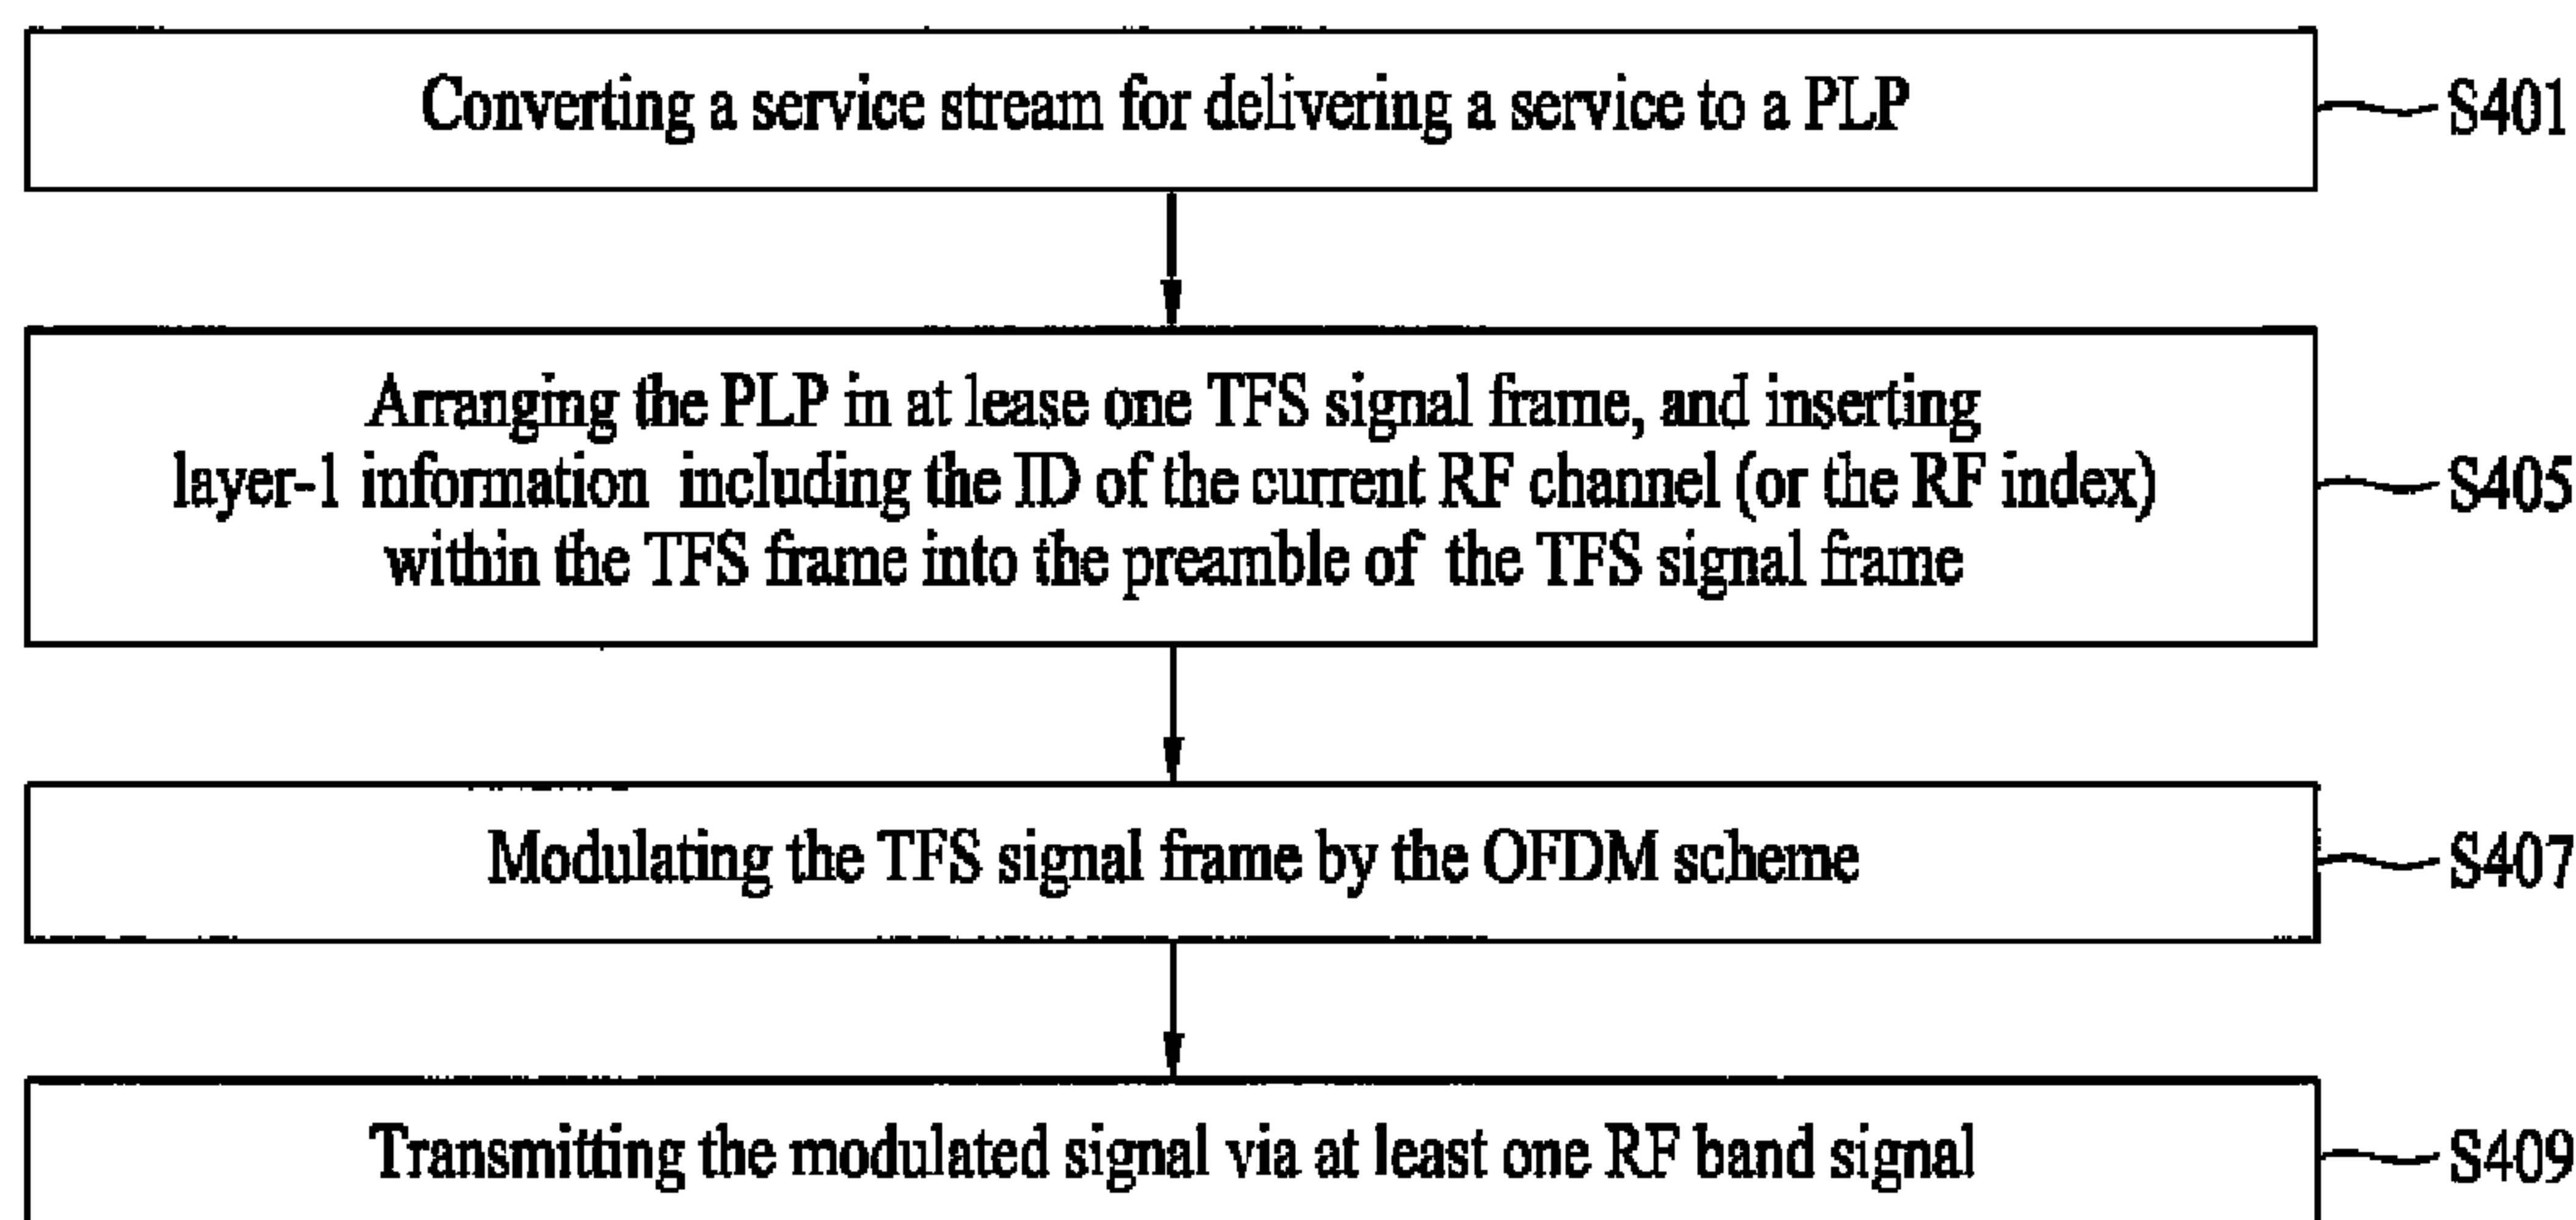 Converting a service stream for delivering a service to a PLP
S401
Arranging the PLP in at lease one TFS signal frame, and inserting
layer-1 information including the ID of the current RF channel (or the RF index)
within the TFS frame into the preamble of the TFS signal frame
S405
Modulating the TFS signal frame by the OFDM scheme
S407
Transmitting the modulated signal via at least one RF band signal
S409